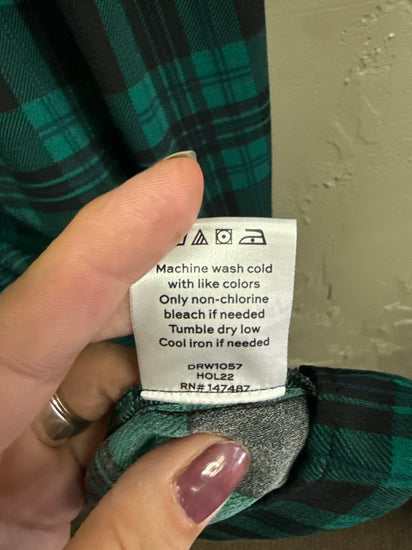 Machine wash cold
with like colors
Only non-chlorine
bleach if needed
Tumble dry low
Cool iron if needed
DRW1057
HOL22
RN# 147487